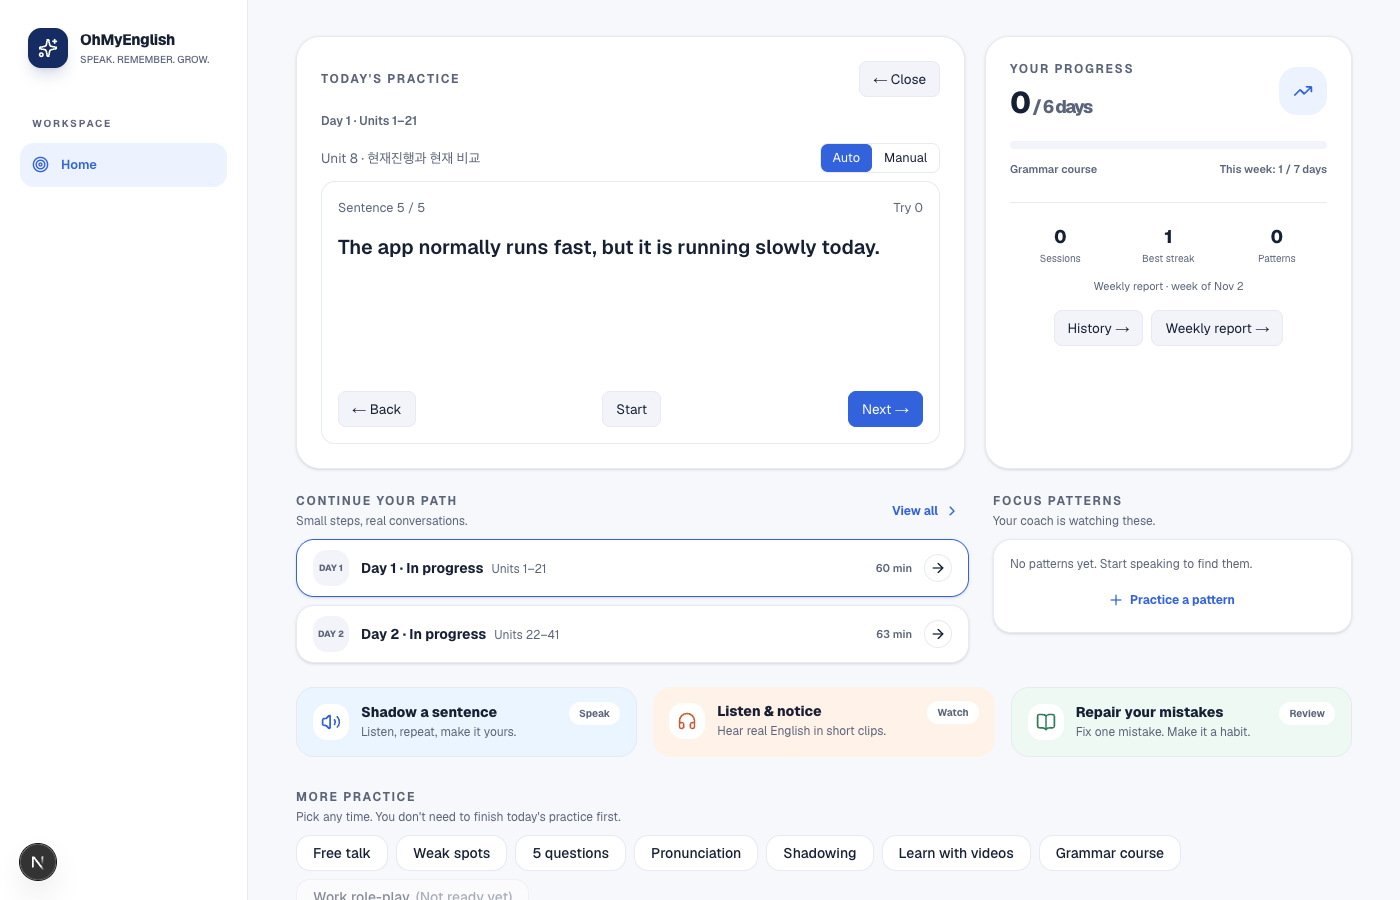 OhMyEnglish
SPEAK. REMEMBER. GROW.
WORKSPACE
Home
TODAY'S PRACTICE
← Close
Day 1 · Units 1–21
Unit 8 · 현재진행과 현재 비교
Auto
Manual
Sentence 5 / 5
Try 0
The app normally runs fast, but it is running slowly today.
← Back
Start
Next →
YOUR PROGRESS
0 / 6 days
Grammar course
This week: 1 / 7 days
0
Sessions
1
Best streak
0
Patterns
Weekly report · week of Nov 2
History →
Weekly report →
CONTINUE YOUR PATH
Small steps, real conversations.
View all
DAY 1
Day 1 · In progress Units 1–21
60 min
DAY 2
Day 2 · In progress Units 22–41
63 min
FOCUS PATTERNS
Your coach is watching these.
No patterns yet. Start speaking to find them.
Practice a pattern
Shadow a sentence
Listen, repeat, make it yours.
Speak
Listen & notice
Hear real English in short clips.
Watch
Repair your mistakes
Fix one mistake. Make it a habit.
Review
MORE PRACTICE
Pick any time. You don't need to finish today's practice first.
Free talk
Weak spots
5 questions
Pronunciation
Shadowing
Learn with videos
Grammar course
Work role-play (Not ready yet)
N